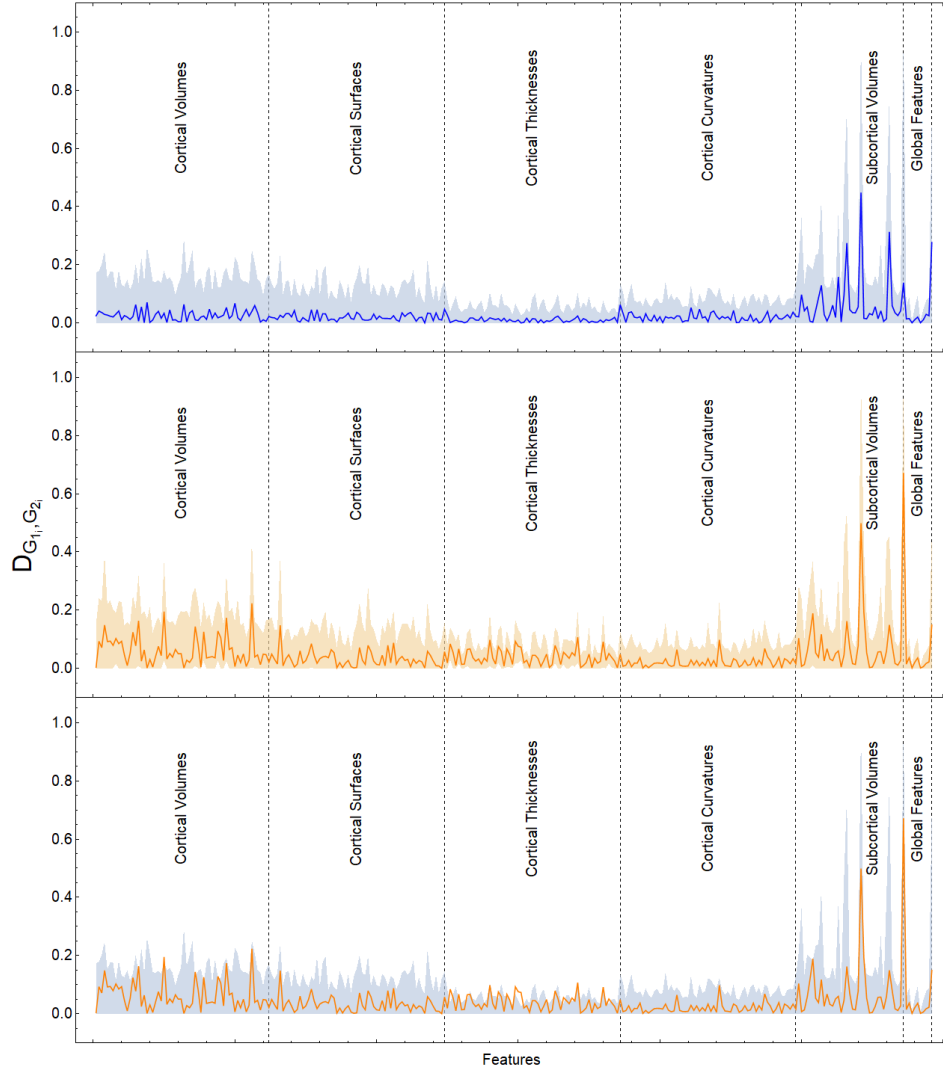 1.0
0.8
0.6
0.4
0.2
0.0
Cortical Volumes
Cortical Surfaces
Cortical Thicknesses
Cortical Curvatures
Subcortical Volumes
Global Features
1.0
0.8
0.6
0.4
0.2
0.0
Cortical Volumes
Cortical Surfaces
Cortical Thicknesses
Cortical Curvatures
Subcortical Volumes
Global Features
D_{G_{1_i}, G_{2_i}}
1.0
0.8
0.6
0.4
0.2
0.0
Cortical Volumes
Cortical Surfaces
Cortical Thicknesses
Cortical Curvatures
Subcortical Volumes
Global Features
Features